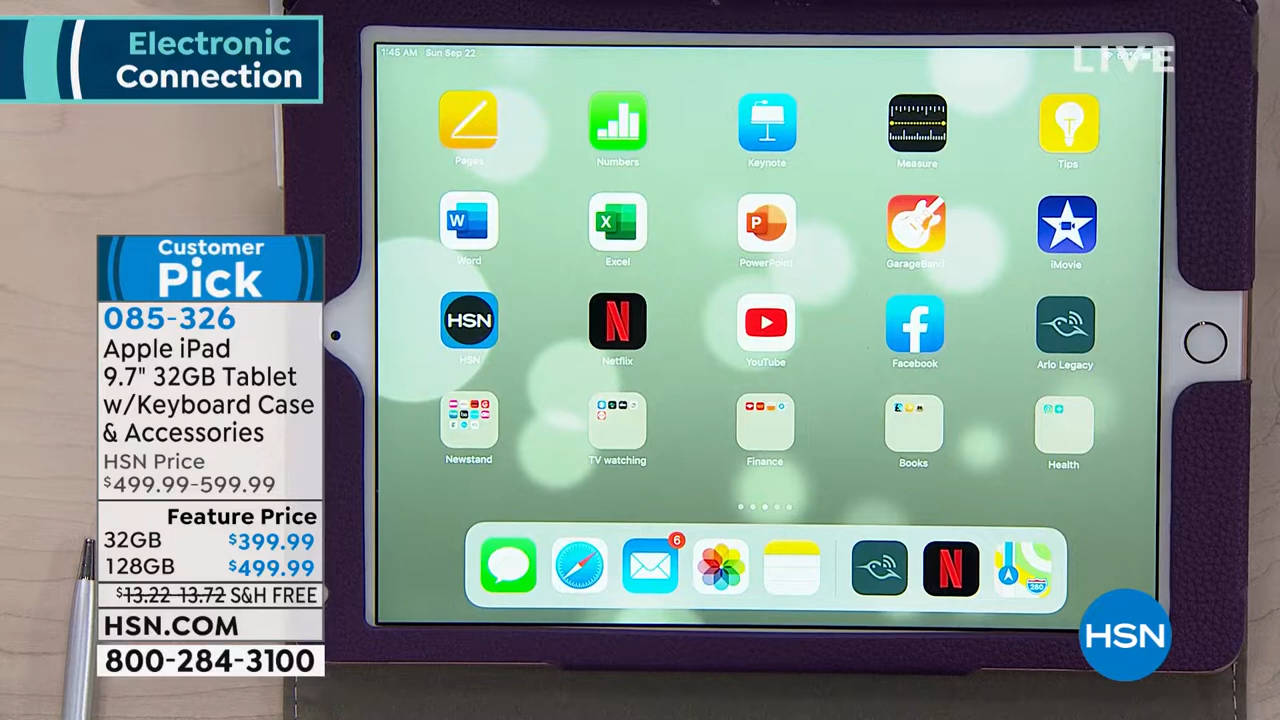 Electronic
Connection
LIVE
1:45 AM Sun Sep 22
Pages
Numbers
Keynote
Measure
Tips
W
Word
X
Excel
P
PowerPoint
GarageBand
iMovie
HSN
HSN
N
Netflix
YouTube
f
Facebook
Arlo Legacy
Newstand
TV watching
Finance
Books
Health
6
N
280
Customer
Pick
085-326
Apple iPad
9.7" 32GB Tablet
w/Keyboard Case
& Accessories
HSN Price
$499.99-599.99
Feature Price
32GB $399.99
128GB $499.99
$13.22-13.72 S&H FREE
HSN.COM
800-284-3100
HSN